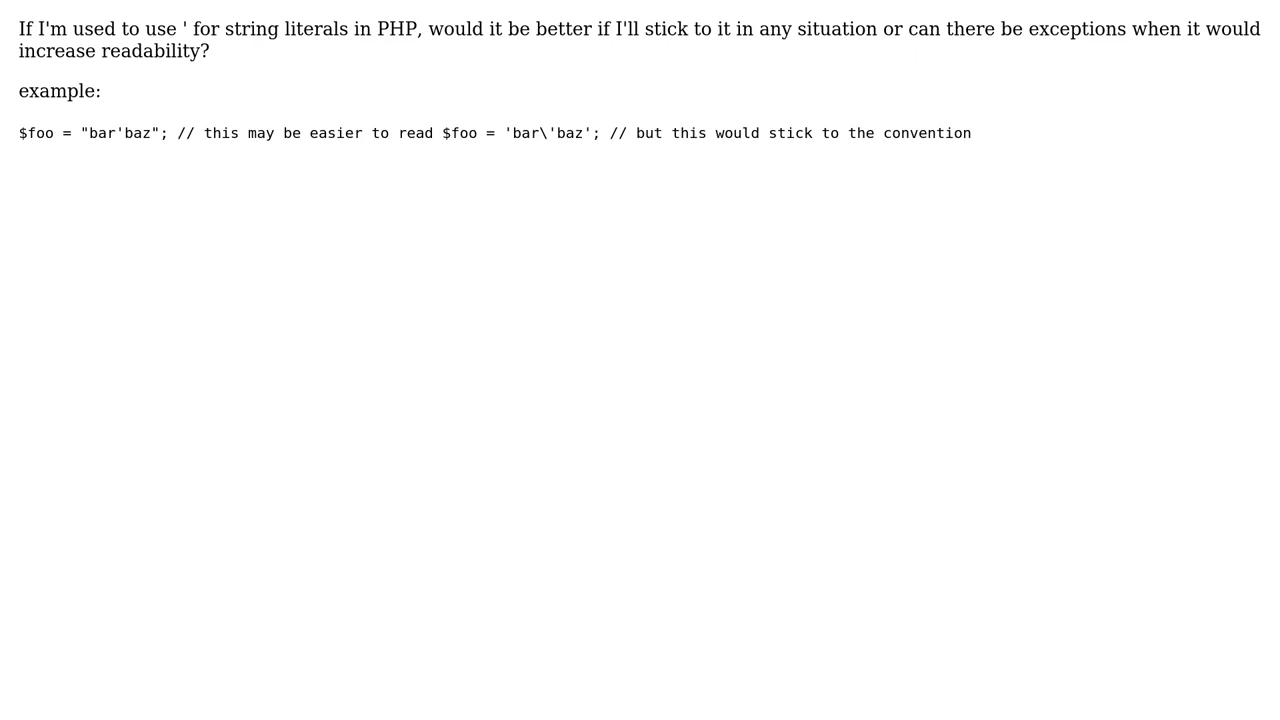 If I'm used to use ' for string literals in PHP, would it be better if I'll stick to it in any situation or can there be exceptions when it would
increase readability?
example:
$foo = "bar'baz"; // this may be easier to read $foo = 'bar\'baz'; // but this would stick to the convention